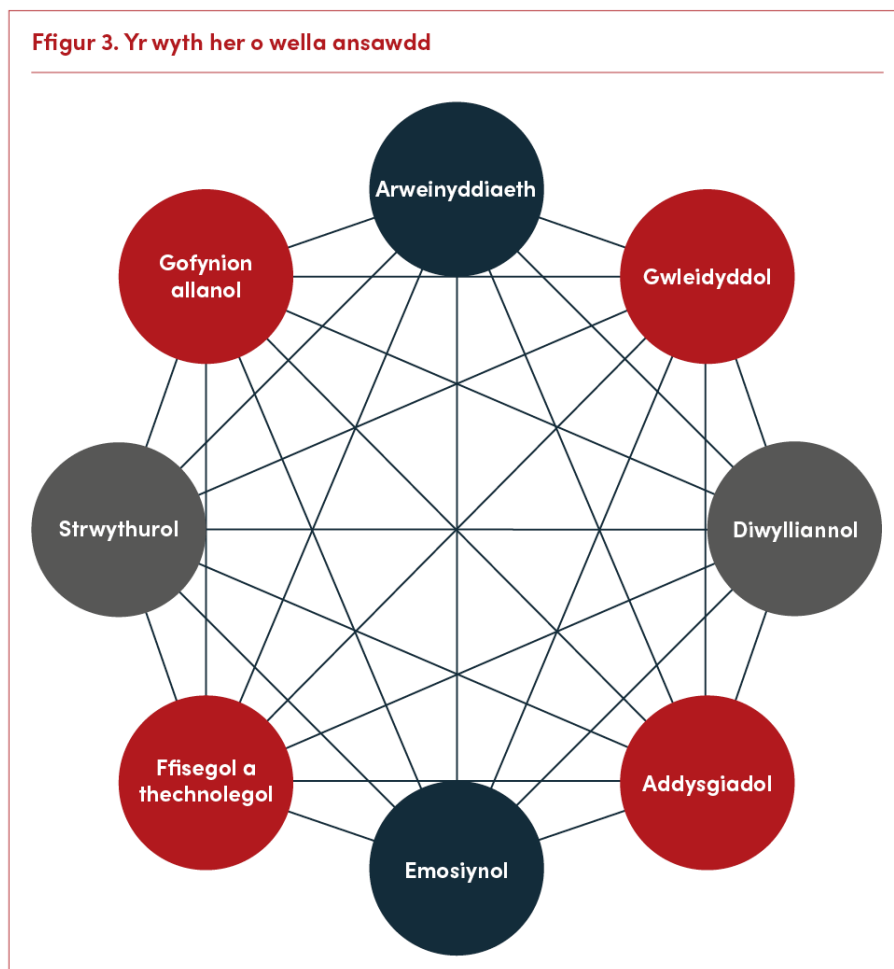 Ffigur 3. Yr wyth her o wella ansawdd
Arweinyddiaeth
Gofynion
allanol
Gwleidyddol
Strwythurol
Diwylliannol
Ffisegol a
thechnolegol
Addysgiadol
Emosiynol